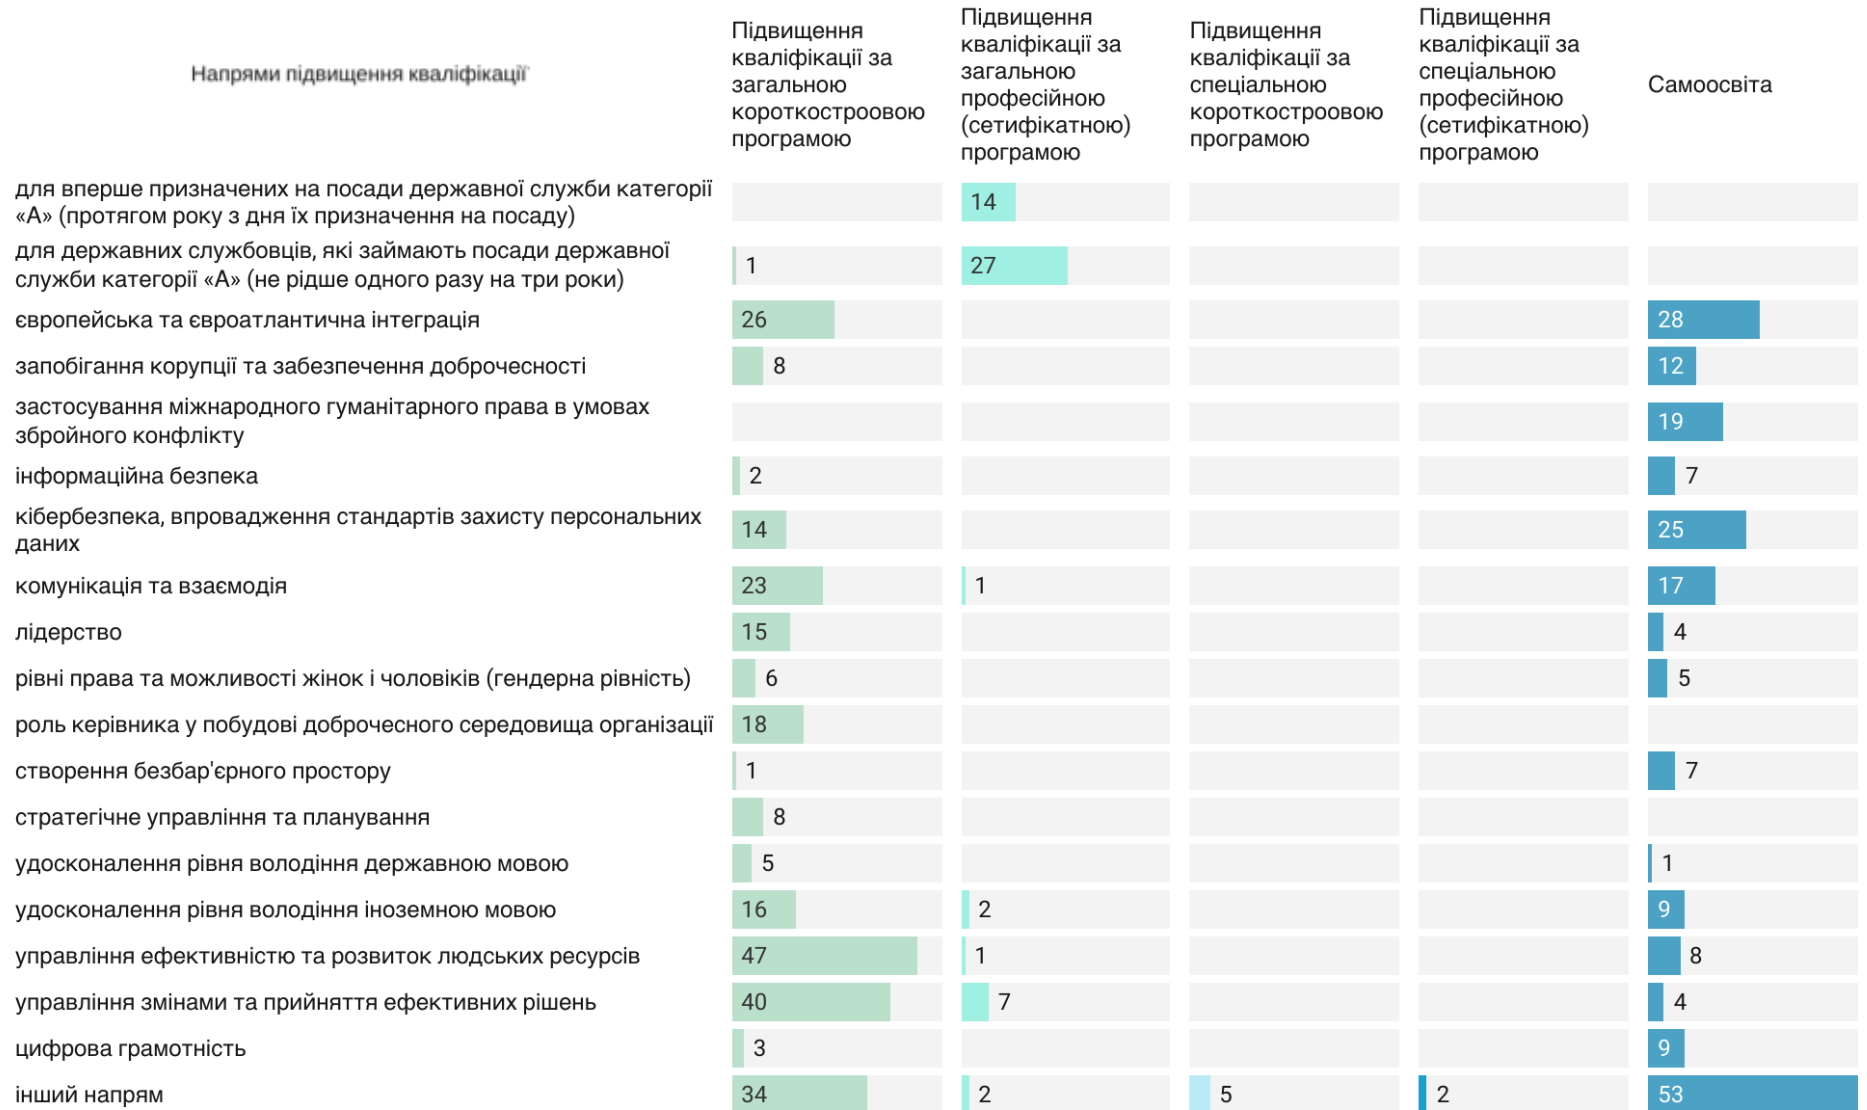 Напрями підвищення кваліфікації
Підвищення
кваліфікації за
загальною
короткостроовою
програмою
Підвищення
кваліфікації за
загальною
професійною
(сетифікатною)
програмою
Підвищення
кваліфікації за
спеціальною
короткостроовою
програмою
Підвищення
кваліфікації за
спеціальною
професійною
(сетифікатною)
програмою
Самоосвіта
для вперше призначених на посади державної служби категорії
«А» (протягом року з дня їх призначення на посаду)
14
для державних службовців, які займають посади державної
служби категорії «А» (не рідше одного разу на три роки)
1 27
європейська та євроатлантична інтеграція 26 28
запобігання корупції та забезпечення доброчесності 8 12
застосування міжнародного гуманітарного права в умовах
збройного конфлікту
19
інформаційна безпека 2 7
кібербезпека, впровадження стандартів захисту персональних
даних
14 25
комунікація та взаємодія 23 1 17
лідерство 15 4
рівні права та можливості жінок і чоловіків (гендерна рівність) 6 5
роль керівника у побудові доброчесного середовища організації 18
створення безбар'єрного простору 1 7
стратегічне управління та планування 8
удосконалення рівня володіння державною мовою 5 1
удосконалення рівня володіння іноземною мовою 16 2 9
управління ефективністю та розвиток людських ресурсів 47 1 8
управління змінами та прийняття ефективних рішень 40 7 4
цифрова грамотність 3 9
інший напрям 34 2 5 2 53